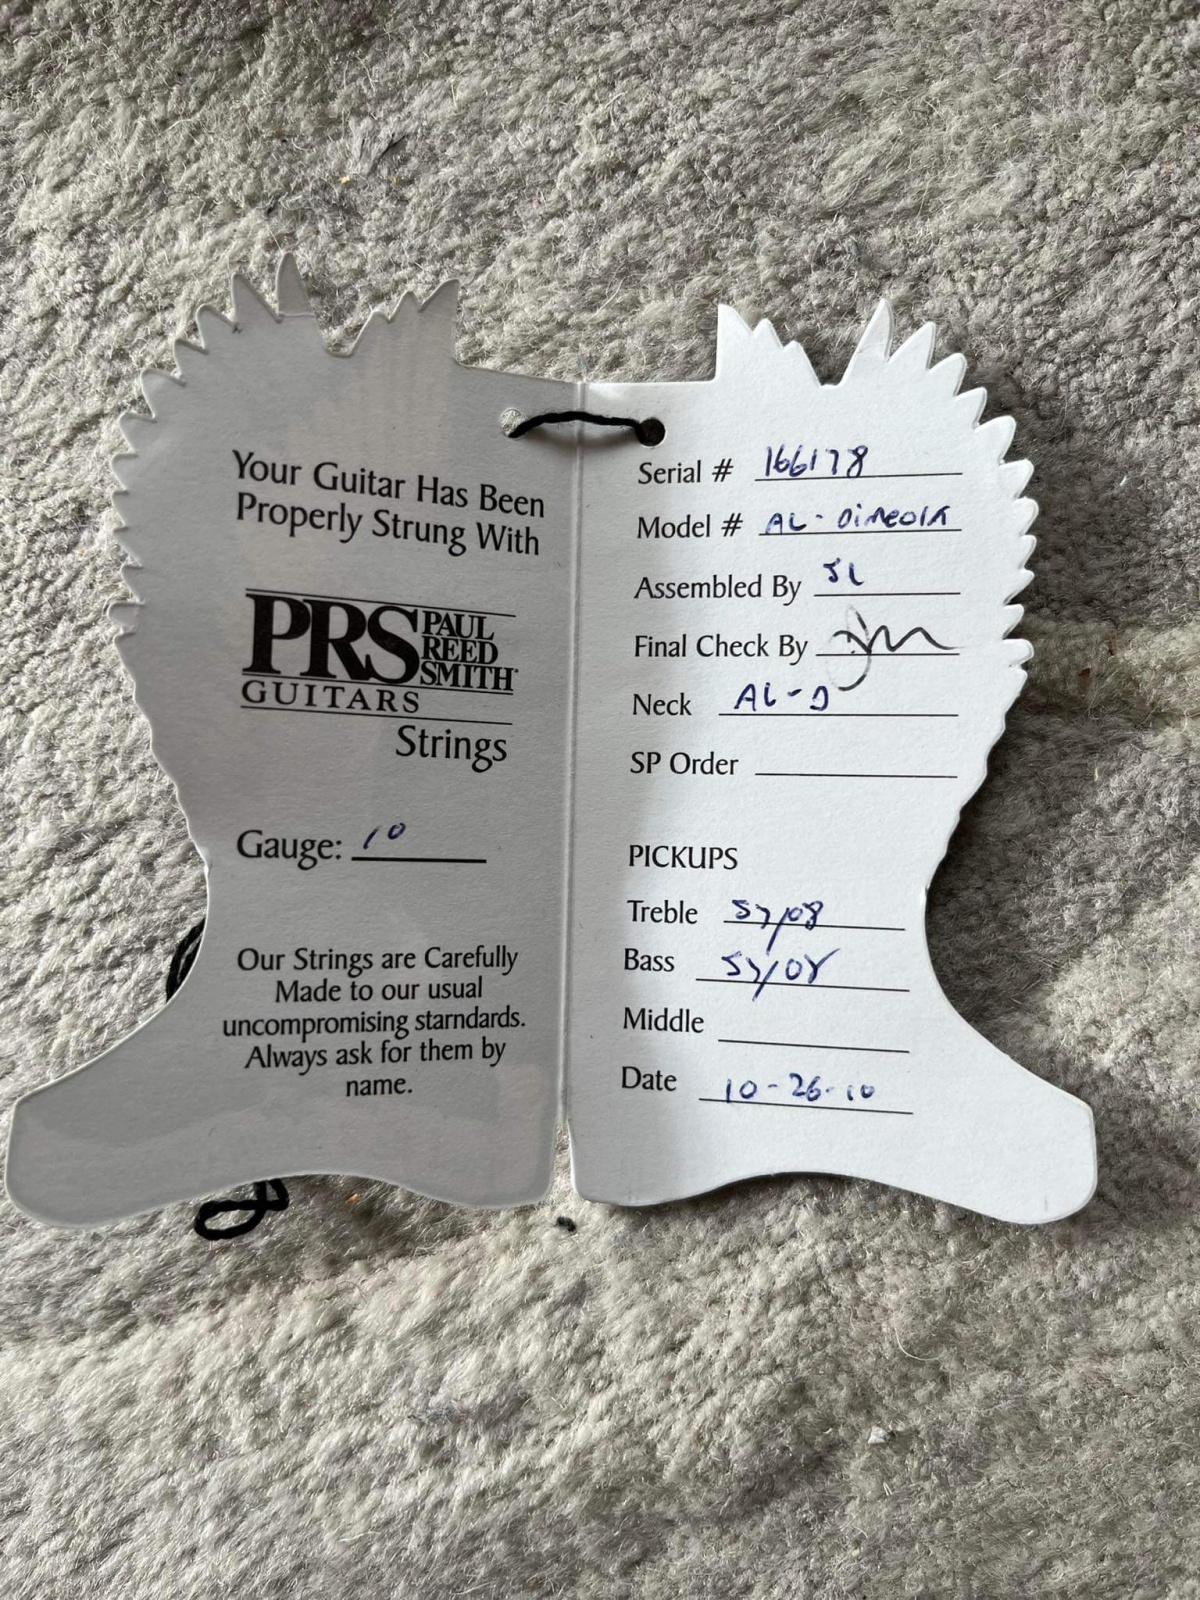 Your Guitar Has Been
Properly Strung With
PRS PAUL
REED
SMITH
GUITARS
Strings
Gauge: 10
Our Strings are Carefully
Made to our usual
uncompromising starndards.
Always ask for them by
name.
Serial # 166178
Model # AL-DiMeola
Assembled By SL
Final Check By
Neck AL-D
SP Order
PICKUPS
Treble 57/08
Bass 57/08
Middle
Date 10-26-10